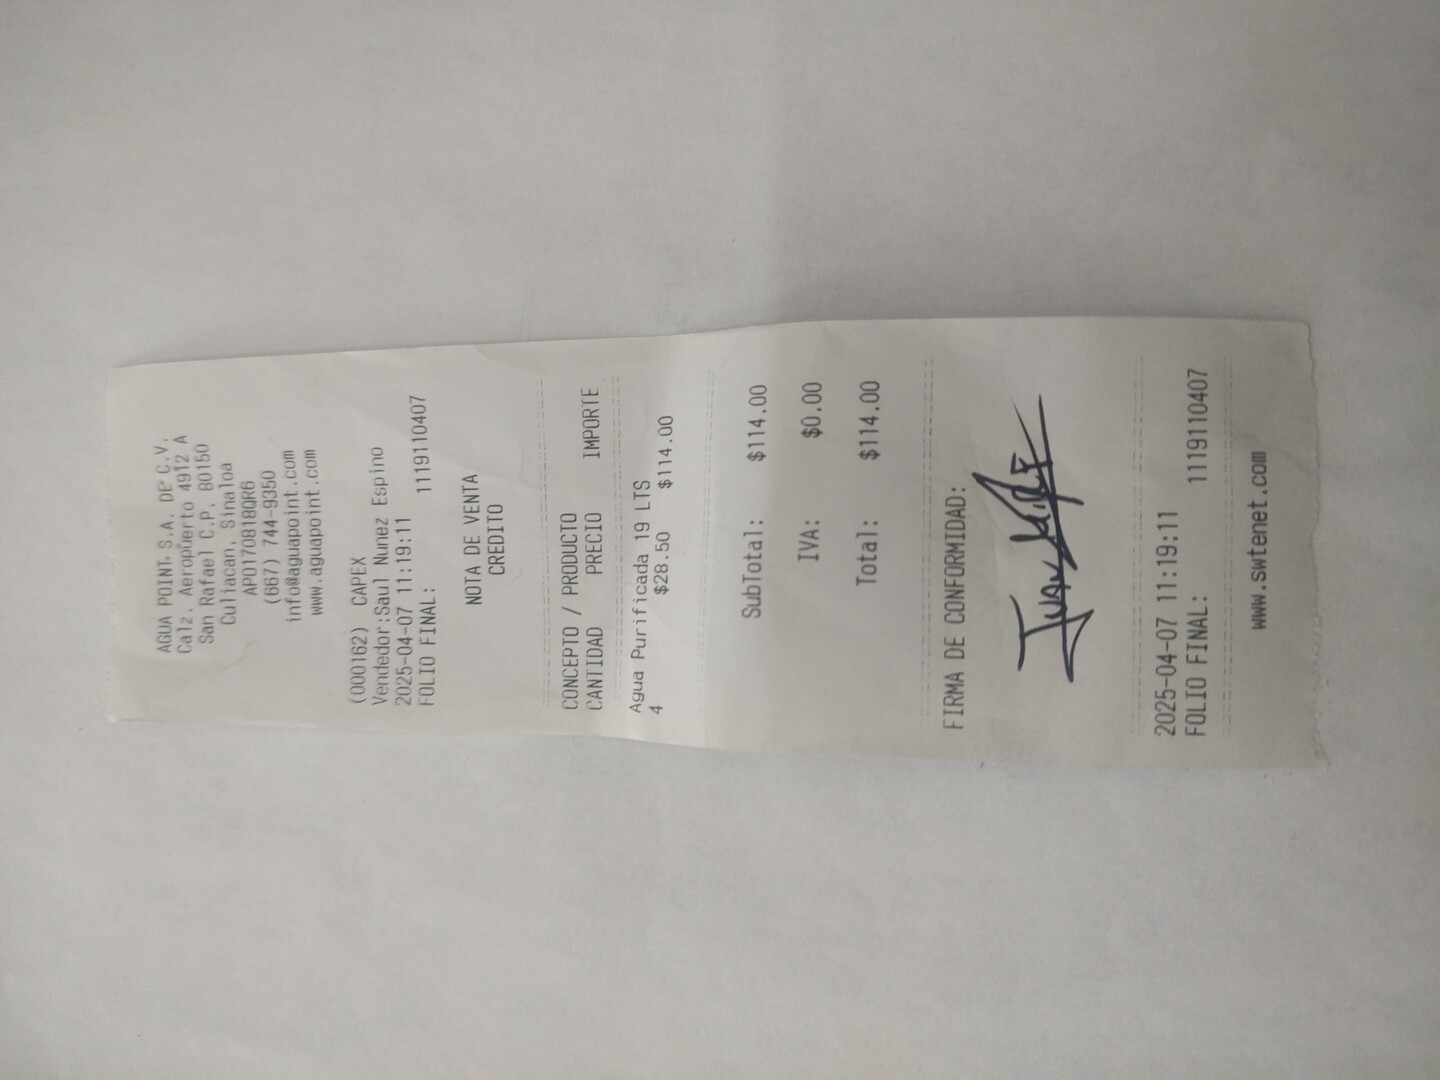 AGUA POINT S.A. DE C.V.
Calz. Aeropuerto 4912 A
San Rafael C.P. 80150
Culiacan, Sinaloa
APO170818QR6
(667) 744-9350
info@aguapoint.com
www.aguapoint.com
(000162) CAPEX
Vendedor:Saul Nunez Espino
2025-04-07 11:19:11
FOLIO FINAL: 1119110407
NOTA DE VENTA
CREDITO
CONCEPTO / PRODUCTO
CANTIDAD PRECIO IMPORTE
Agua Purificada 19 LTS
4 $28.50 $114.00
SubTotal: $114.00
IVA: $0.00
Total: $114.00
FIRMA DE CONFORMIDAD:
2025-04-07 11:19:11
FOLIO FINAL: 1119110407
www.swtenet.com